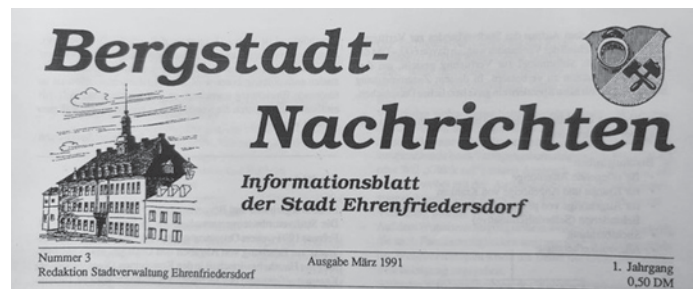 Bergstadt-
Nachrichten
Informationsblatt
der Stadt Ehrenfriedersdorf
Nummer 3
Redaktion Stadtverwaltung Ehrenfriedersdorf
Ausgabe März 1991
1. Jahrgang
0,50 DM